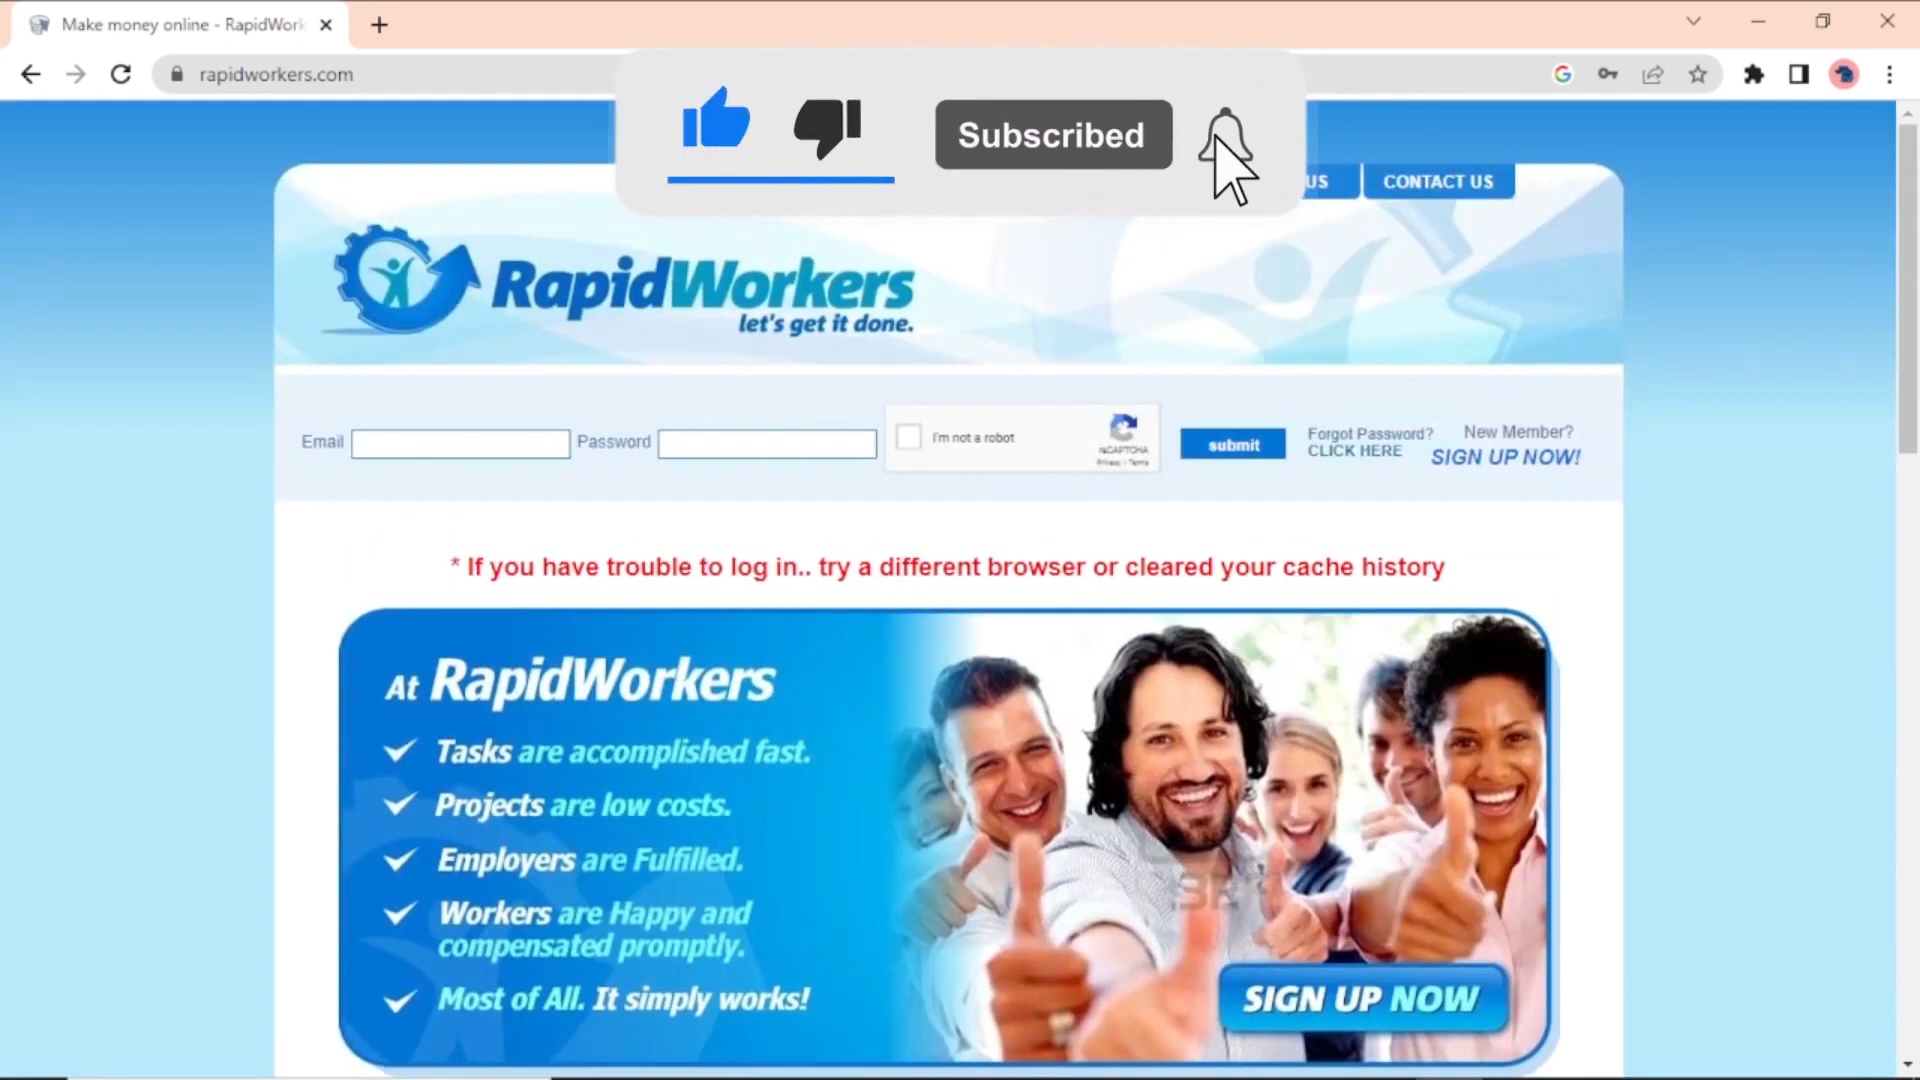 Make money online - RapidWork
rapidworkers.com
Subscribed
US
CONTACT US
RapidWorkers
let's get it done.
Email
Password
I'm not a robot
reCAPTCHA
Privacy - Terms
submit
Forgot Password?
CLICK HERE
New Member?
SIGN UP NOW!
* If you have trouble to log in.. try a different browser or cleared your cache history
At RapidWorkers
Tasks are accomplished fast.
Projects are low costs.
Employers are Fulfilled.
Workers are Happy and
compensated promptly.
Most of All. It simply works!
SIGN UP NOW